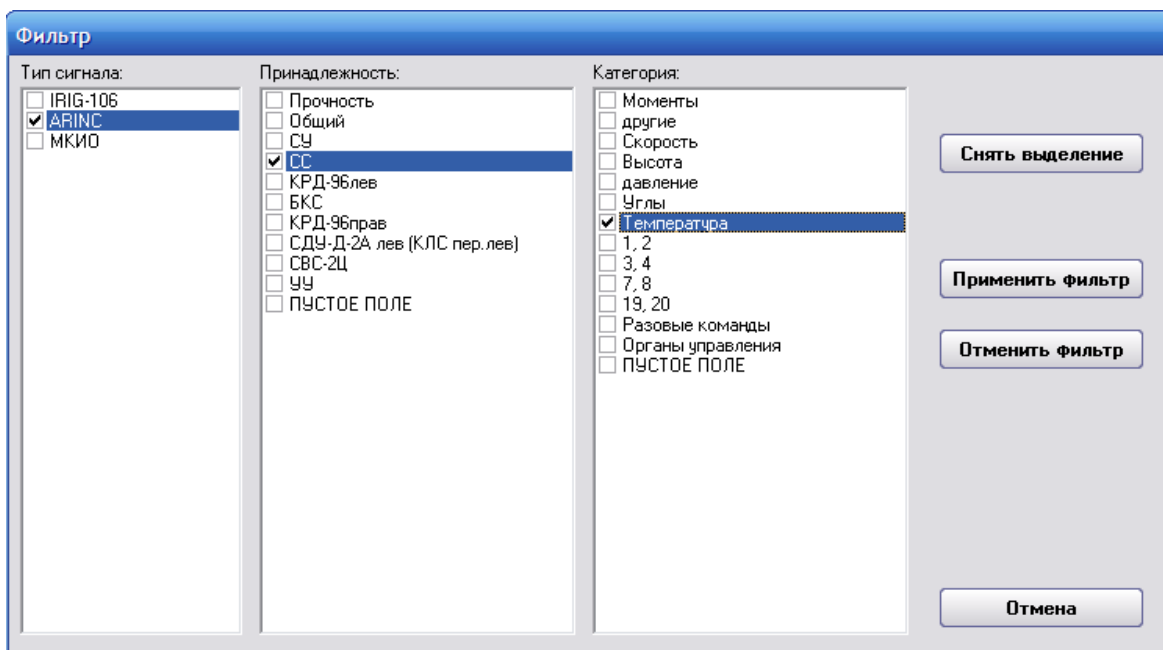 Фильтр
Тип сигнала:
IRIG-106
ARINC
МКИО
Принадлежность:
Прочность
Общий
СУ
СС
КРД-96лев
БКС
КРД-96прав
СДУ-Д-2А лев (КЛС пер.лев)
СВС-2Ц
УУ
ПУСТОЕ ПОЛЕ
Категория:
Моменты
другие
Скорость
Высота
давление
Углы
Температура
1, 2
3, 4
7, 8
19, 20
Разовые команды
Органы управления
ПУСТОЕ ПОЛЕ
Снять выделение
Применить фильтр
Отменить фильтр
Отмена